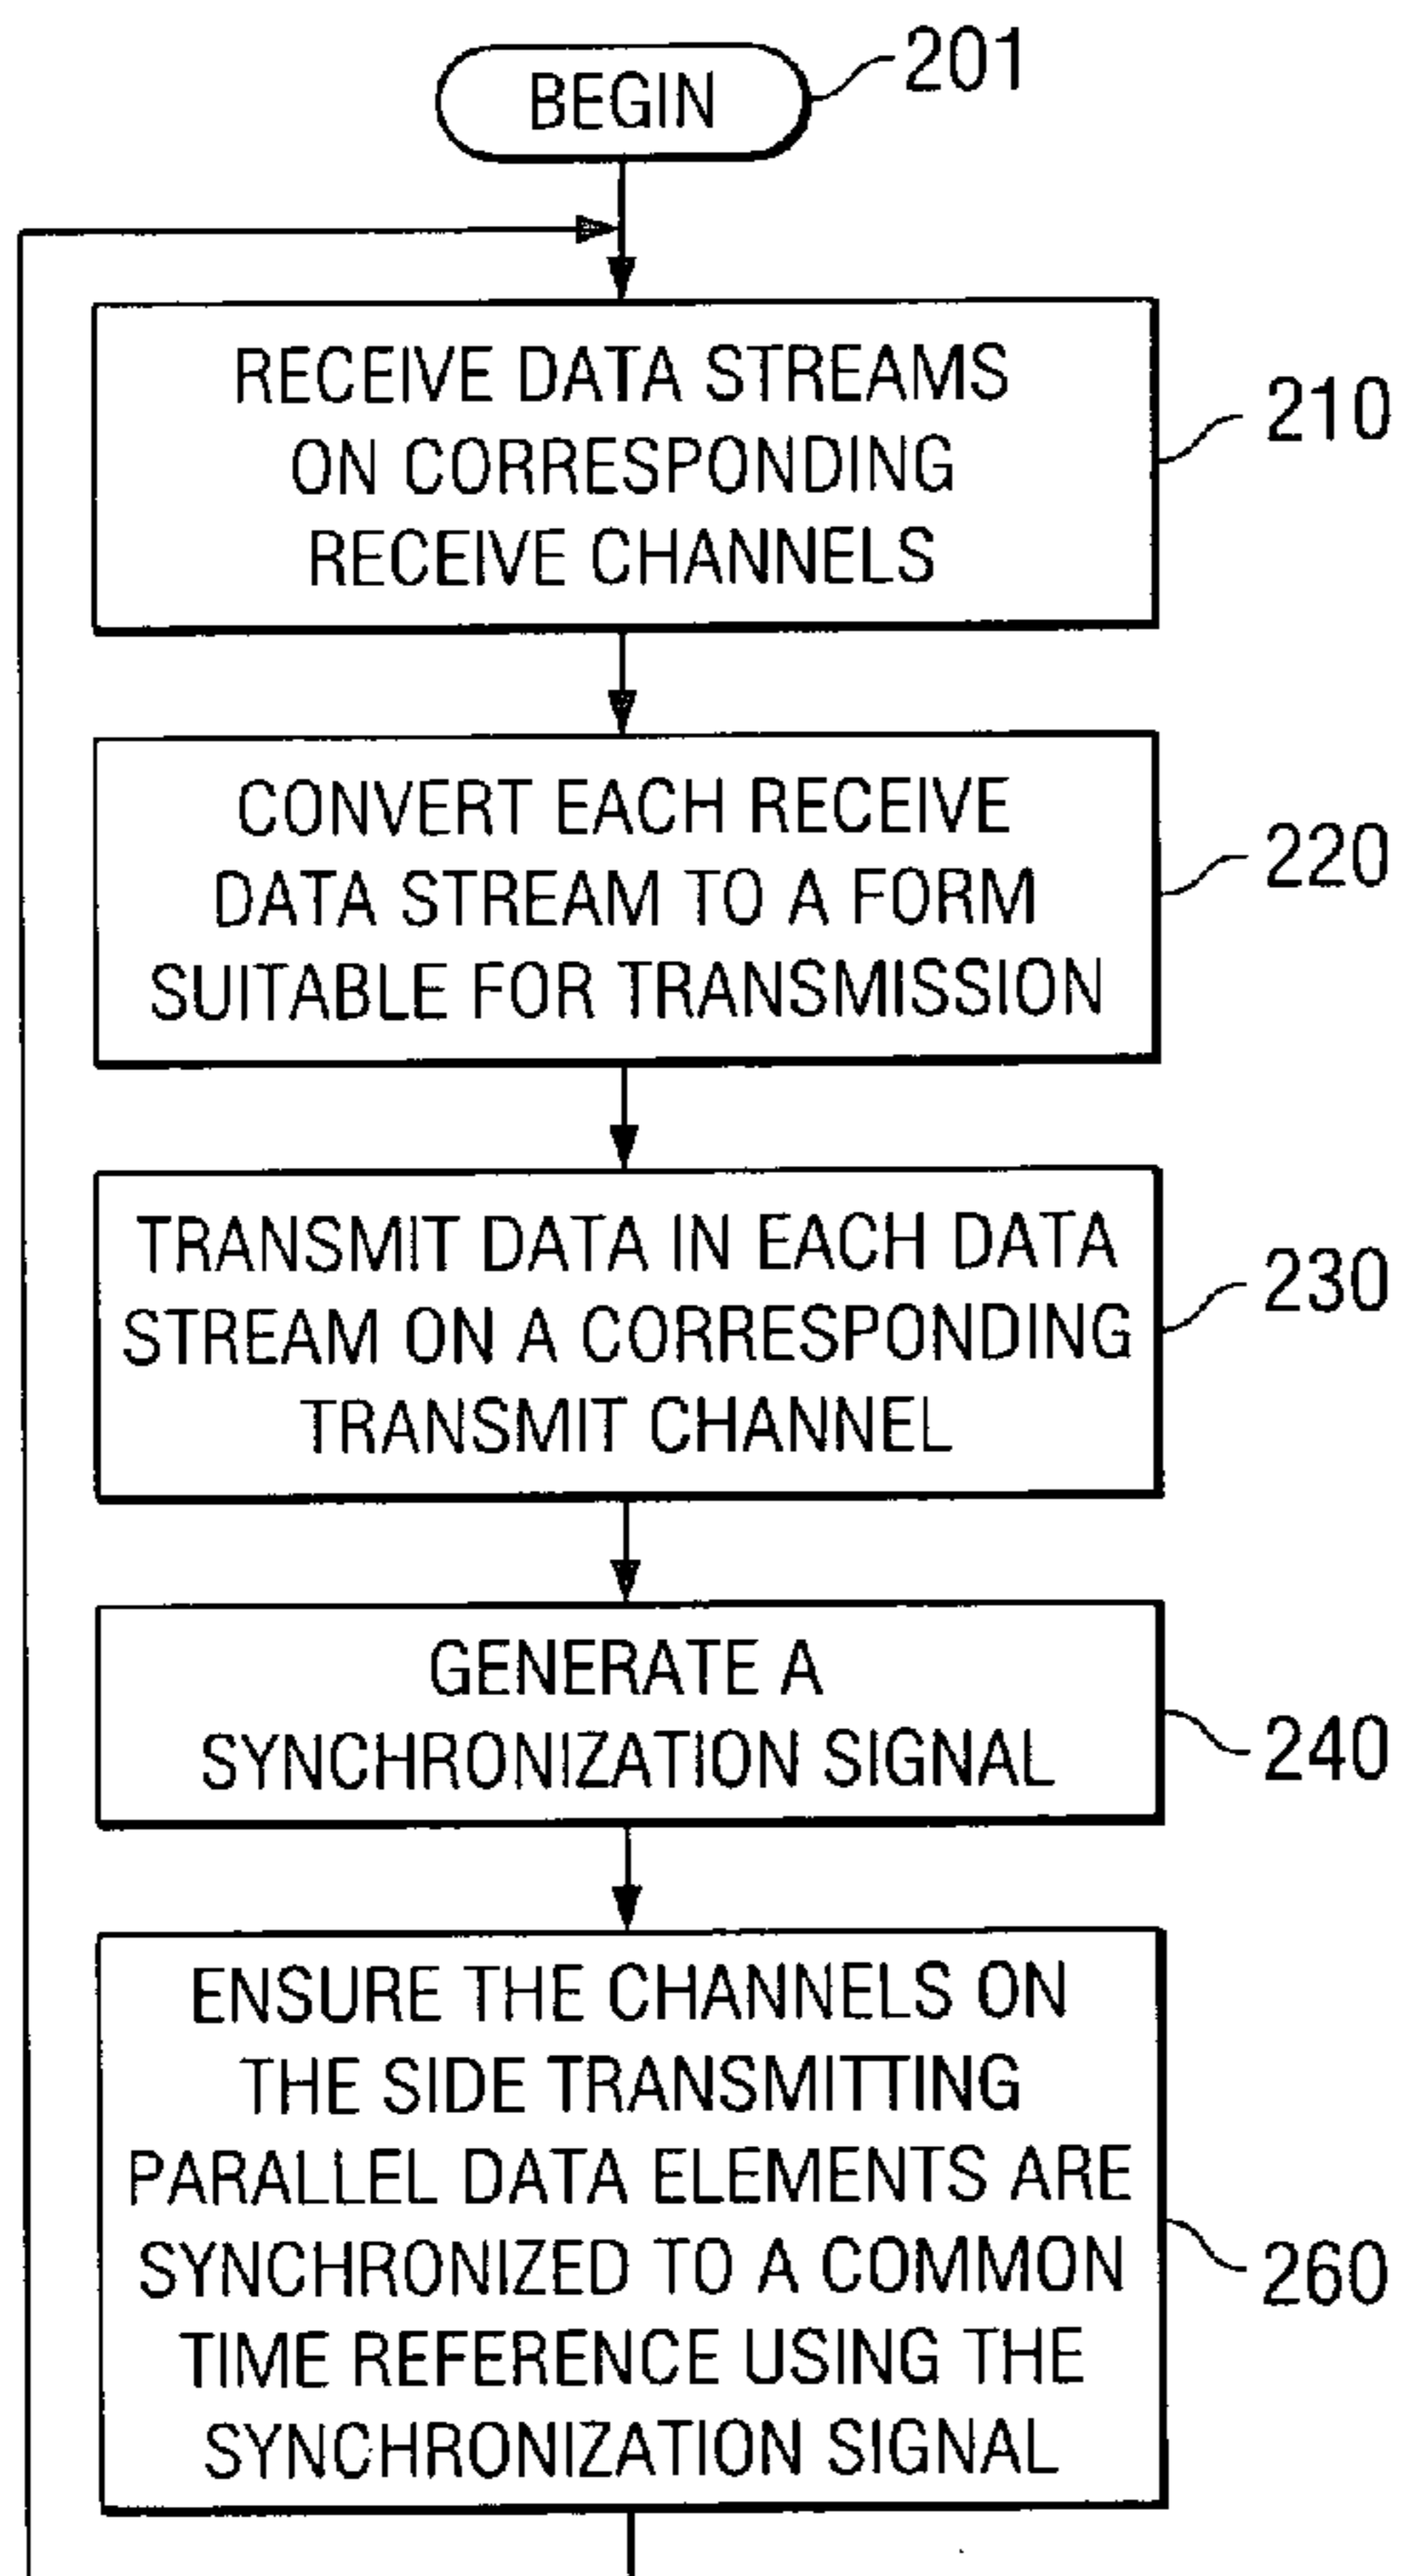 BEGIN
201
RECEIVE DATA STREAMS
ON CORRESPONDING
RECEIVE CHANNELS
210
CONVERT EACH RECEIVE
DATA STREAM TO A FORM
SUITABLE FOR TRANSMISSION
220
TRANSMIT DATA IN EACH DATA
STREAM ON A CORRESPONDING
TRANSMIT CHANNEL
230
GENERATE A
SYNCHRONIZATION SIGNAL
240
ENSURE THE CHANNELS ON
THE SIDE TRANSMITTING
PARALLEL DATA ELEMENTS ARE
SYNCHRONIZED TO A COMMON
TIME REFERENCE USING THE
SYNCHRONIZATION SIGNAL
260